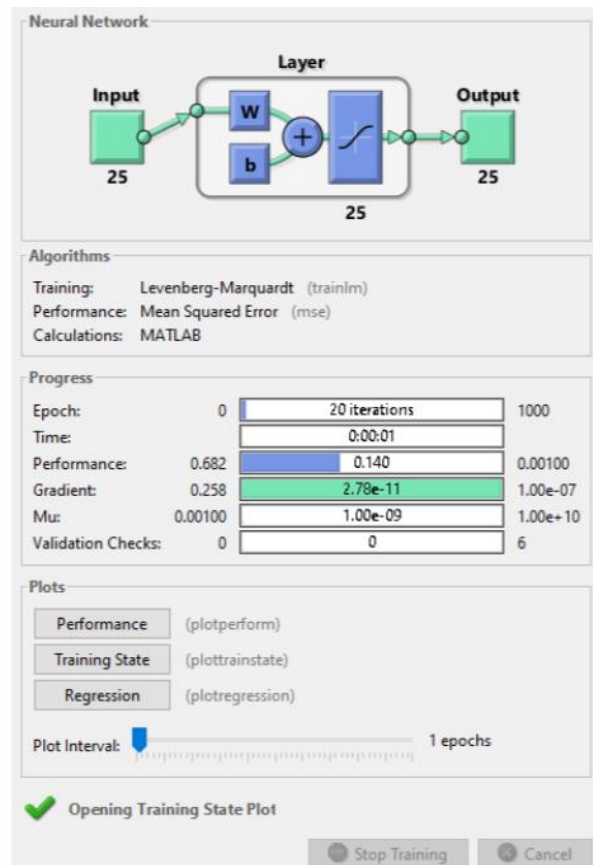 Neural Network
Layer
Input
Output
W
b
25
25
25
Algorithms
Training: Levenberg-Marquardt (trainlm)
Performance: Mean Squared Error (mse)
Calculations: MATLAB
Progress
Epoch: 0 20 iterations 1000
Time: 0:00:01
Performance: 0.682 0.140 0.00100
Gradient: 0.258 2.78e-11 1.00e-07
Mu: 0.00100 1.00e-09 1.00e+10
Validation Checks: 0 0 6
Plots
Performance (plotperform)
Training State (plottrainstate)
Regression (plotregression)
Plot Interval: 1 epochs
Opening Training State Plot
Stop Training Cancel